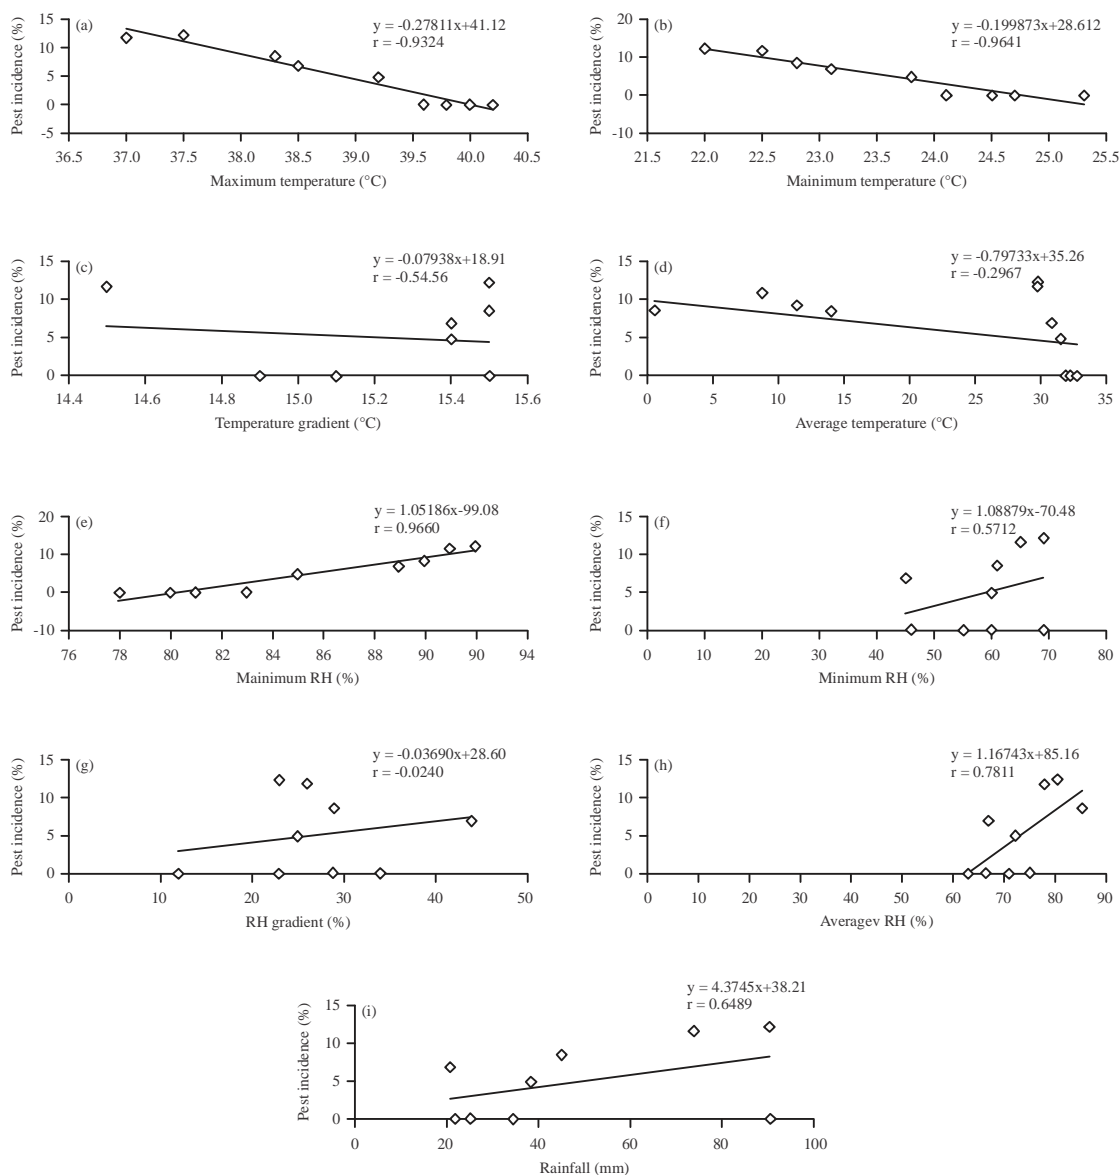 (a)
y = -0.27811x+41.12
r = -0.9324
Pest incidence (%)
15
10
5
0
-5
36.5 37.0 37.5 38.0 38.5 39.0 39.5 40.0 40.5
Maximum temperature (°C)
(b)
y = -0.199873x+28.612
r = -0.9641
Pest incidence (%)
20
10
0
-10
21.5 22.0 22.5 23.0 23.5 24.0 24.5 25.0 25.5
Mainimum temperature (°C)
(c)
y = -0.07938x+18.91
r = -0.54.56
Pest incidence (%)
15
10
5
0
14.4 14.6 14.8 15.0 15.2 15.4 15.6
Temperature gradient (°C)
(d)
y = -0.79733x+35.26
r = -0.2967
Pest incidence (%)
15
10
5
0
0 5 10 15 20 25 30 35
Average temperature (°C)
(e)
y = 1.05186x-99.08
r = 0.9660
Pest incidence (%)
20
10
0
-10
76 78 80 84 86 88 90 92 94
Mainimum RH (%)
(f)
y = 1.08879x-70.48
r = 0.5712
Pest incidence (%)
15
10
5
0
0 10 20 30 40 50 60 70 80
Minimum RH (%)
(g)
y = -0.03690x+28.60
r = -0.0240
Pest incidence (%)
15
10
5
0
0 10 20 30 40 50
RH gradient (%)
(h)
y = 1.16743x+85.16
r = 0.7811
Pest incidence (%)
15
10
5
0
0 10 20 30 40 50 60 70 80 90
Averagev RH (%)
(i)
y = 4.3745x+38.21
r = 0.6489
Pest incidence (%)
15
10
5
0
0 20 40 60 80 100
Rainfall (mm)